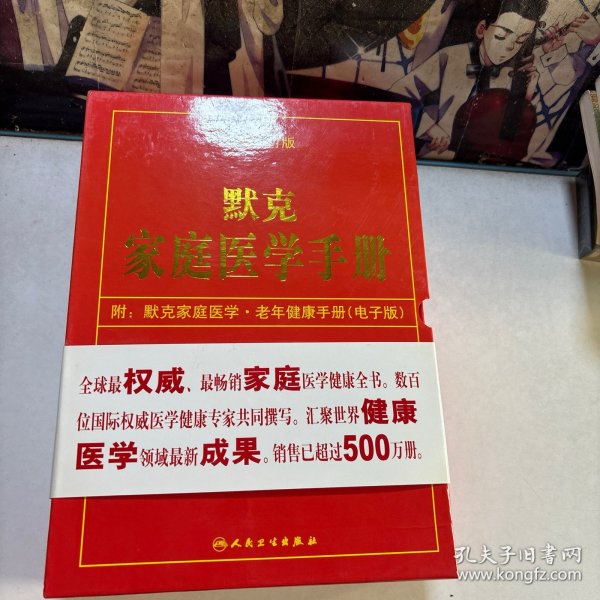 版
默克
家庭医学手册
附：默克家庭医学·老年健康手册(电子版)
全球最权威、最畅销家庭医学健康全书。数百
位国际权威医学健康专家共同撰写。汇聚世界健康
医学领域最新成果。销售已超过500万册。
人民卫生出版社
孔夫子旧书网
www.kongfz.com